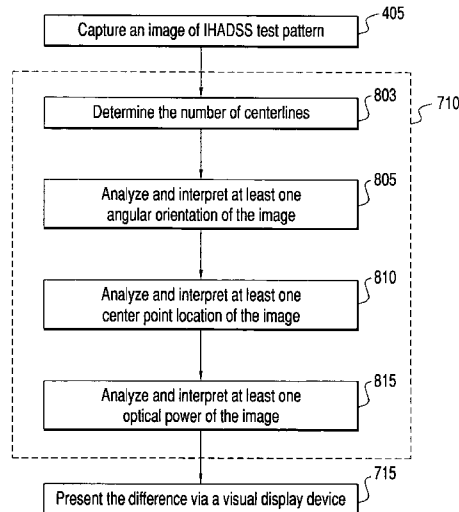 405
Capture an image of IHADSS test pattern
803
710
Determine the number of centerlines
805
Analyze and interpret at least one
angular orientation of the image
810
Analyze and interpret at least one
center point location of the image
815
Analyze and interpret at least one
optical power of the image
715
Present the difference via a visual display device